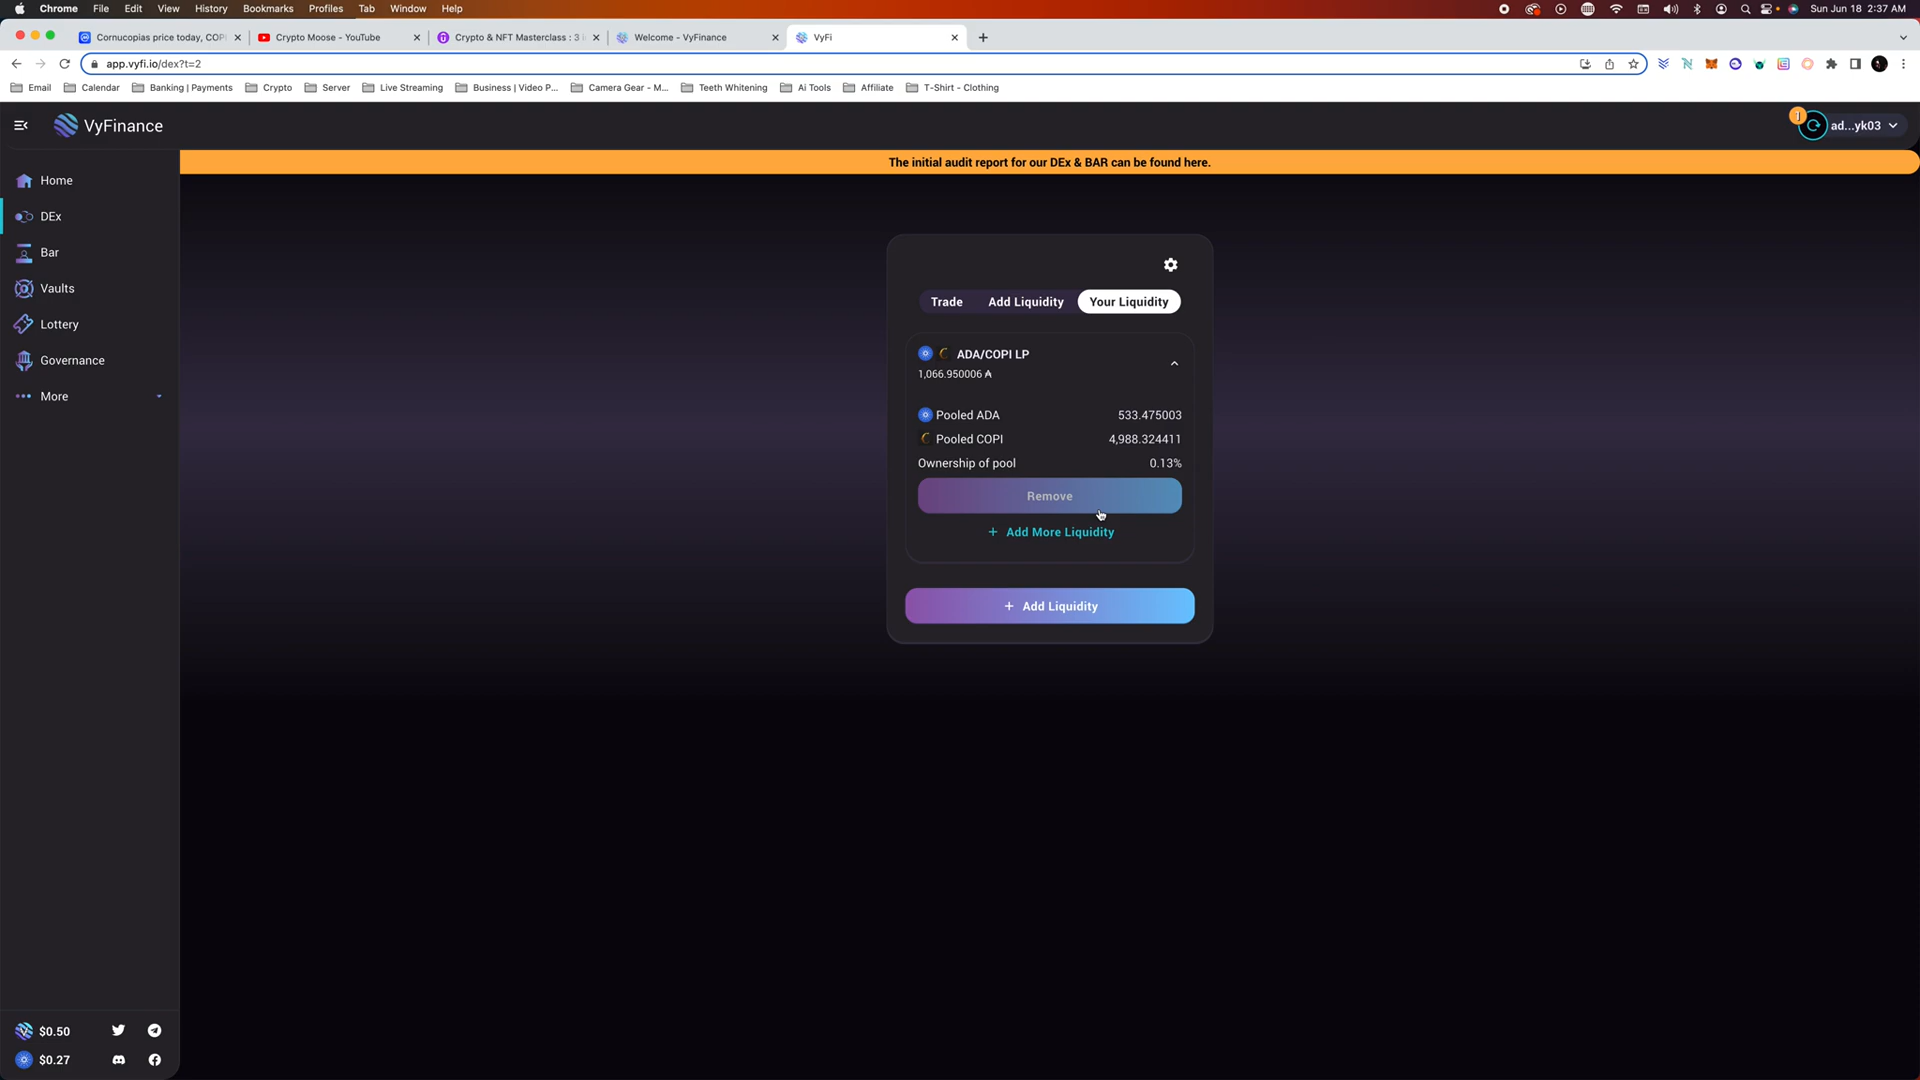 Chrome File Edit View History Bookmarks Profiles Tab Window Help
Sun Jun 18 2:37 AM
Cornucopias price today, COPI
Crypto Moose - YouTube
Crypto & NFT Masterclass : 3 i
Welcome - VyFinance
VyFi
app.vyfi.io/dex?t=2
Email Calendar Banking | Payments Crypto Server Live Streaming Business | Video P... Camera Gear - M... Teeth Whitening Ai Tools Affiliate T-Shirt - Clothing
VyFinance
1
ad...yk03
The initial audit report for our DEx & BAR can be found here.
Home
DEx
Bar
Vaults
Lottery
Governance
More
Trade Add Liquidity Your Liquidity
ADA/COPI LP
1,066.950006 ₳
Pooled ADA 533.475003
Pooled COPI 4,988.324411
Ownership of pool 0.13%
Remove
+ Add More Liquidity
+ Add Liquidity
$0.50
$0.27